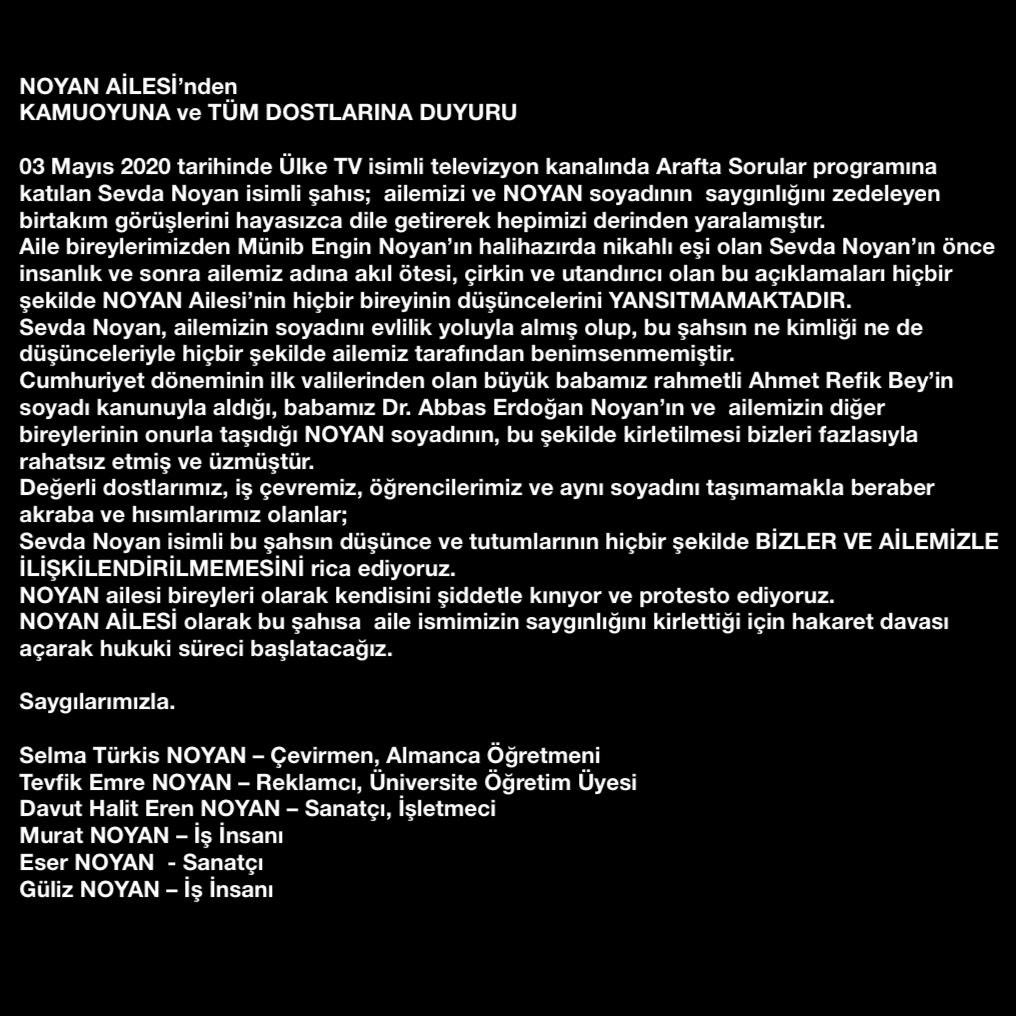 NOYAN AİLESİ’nden
KAMUOYUNA ve TÜM DOSTLARINA DUYURU
03 Mayıs 2020 tarihinde Ülke TV isimli televizyon kanalında Arafta Sorular programına
katılan Sevda Noyan isimli şahıs;  ailemizi ve NOYAN soyadının  saygınlığını zedeleyen
birtakım görüşlerini hayasızca dile getirerek hepimizi derinden yaralamıştır.
Aile bireylerimizden Münib Engin Noyan’ın halihazırda nikahlı eşi olan Sevda Noyan’ın önce
insanlık ve sonra ailemiz adına akıl ötesi, çirkin ve utandırıcı olan bu açıklamaları hiçbir
şekilde NOYAN Ailesi’nin hiçbir bireyinin düşüncelerini YANSITMAMAKTADIR.
Sevda Noyan, ailemizin soyadını evlilik yoluyla almış olup, bu şahsın ne kimliği ne de
düşünceleriyle hiçbir şekilde ailemiz tarafından benimsenmemiştir.
Cumhuriyet döneminin ilk valilerinden olan büyük babamız rahmetli Ahmet Refik Bey’in
soyadı kanunuyla aldığı, babamız Dr. Abbas Erdoğan Noyan’ın ve  ailemizin diğer
bireylerinin onurla taşıdığı NOYAN soyadının, bu şekilde kirletilmesi bizleri fazlasıyla
rahatsız etmiş ve üzmüştür.
Değerli dostlarımız, iş çevremiz, öğrencilerimiz ve aynı soyadını taşımamakla beraber
akraba ve hısımlarımız olanlar;
Sevda Noyan isimli bu şahsın düşünce ve tutumlarının hiçbir şekilde BİZLER VE AİLEMİZLE
İLİŞKİLENDİRİLMEMESİNİ rica ediyoruz.
NOYAN ailesi bireyleri olarak kendisini şiddetle kınıyor ve protesto ediyoruz.
NOYAN AİLESİ olarak bu şahısa  aile ismimizin saygınlığını kirlettiği için hakaret davası
açarak hukuki süreci başlatacağız.
Saygılarımızla.
Selma Türkis NOYAN – Çevirmen, Almanca Öğretmeni
Tevfik Emre NOYAN – Reklamcı, Üniversite Öğretim Üyesi
Davut Halit Eren NOYAN – Sanatçı, İşletmeci
Murat NOYAN – İş İnsanı
Eser NOYAN  - Sanatçı
Güliz NOYAN – İş İnsanı